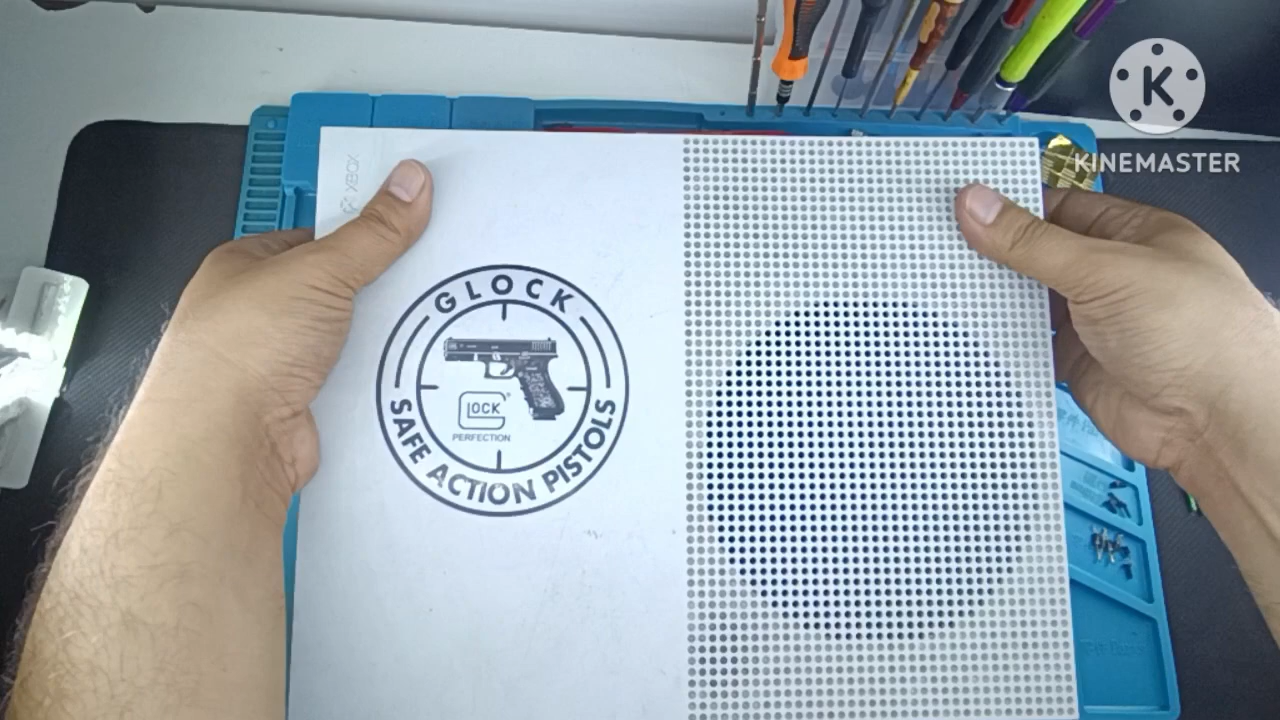 XBOX
KINEMASTER
GLOCK
GLOCK
PERFECTION
SAFE ACTION PISTOLS